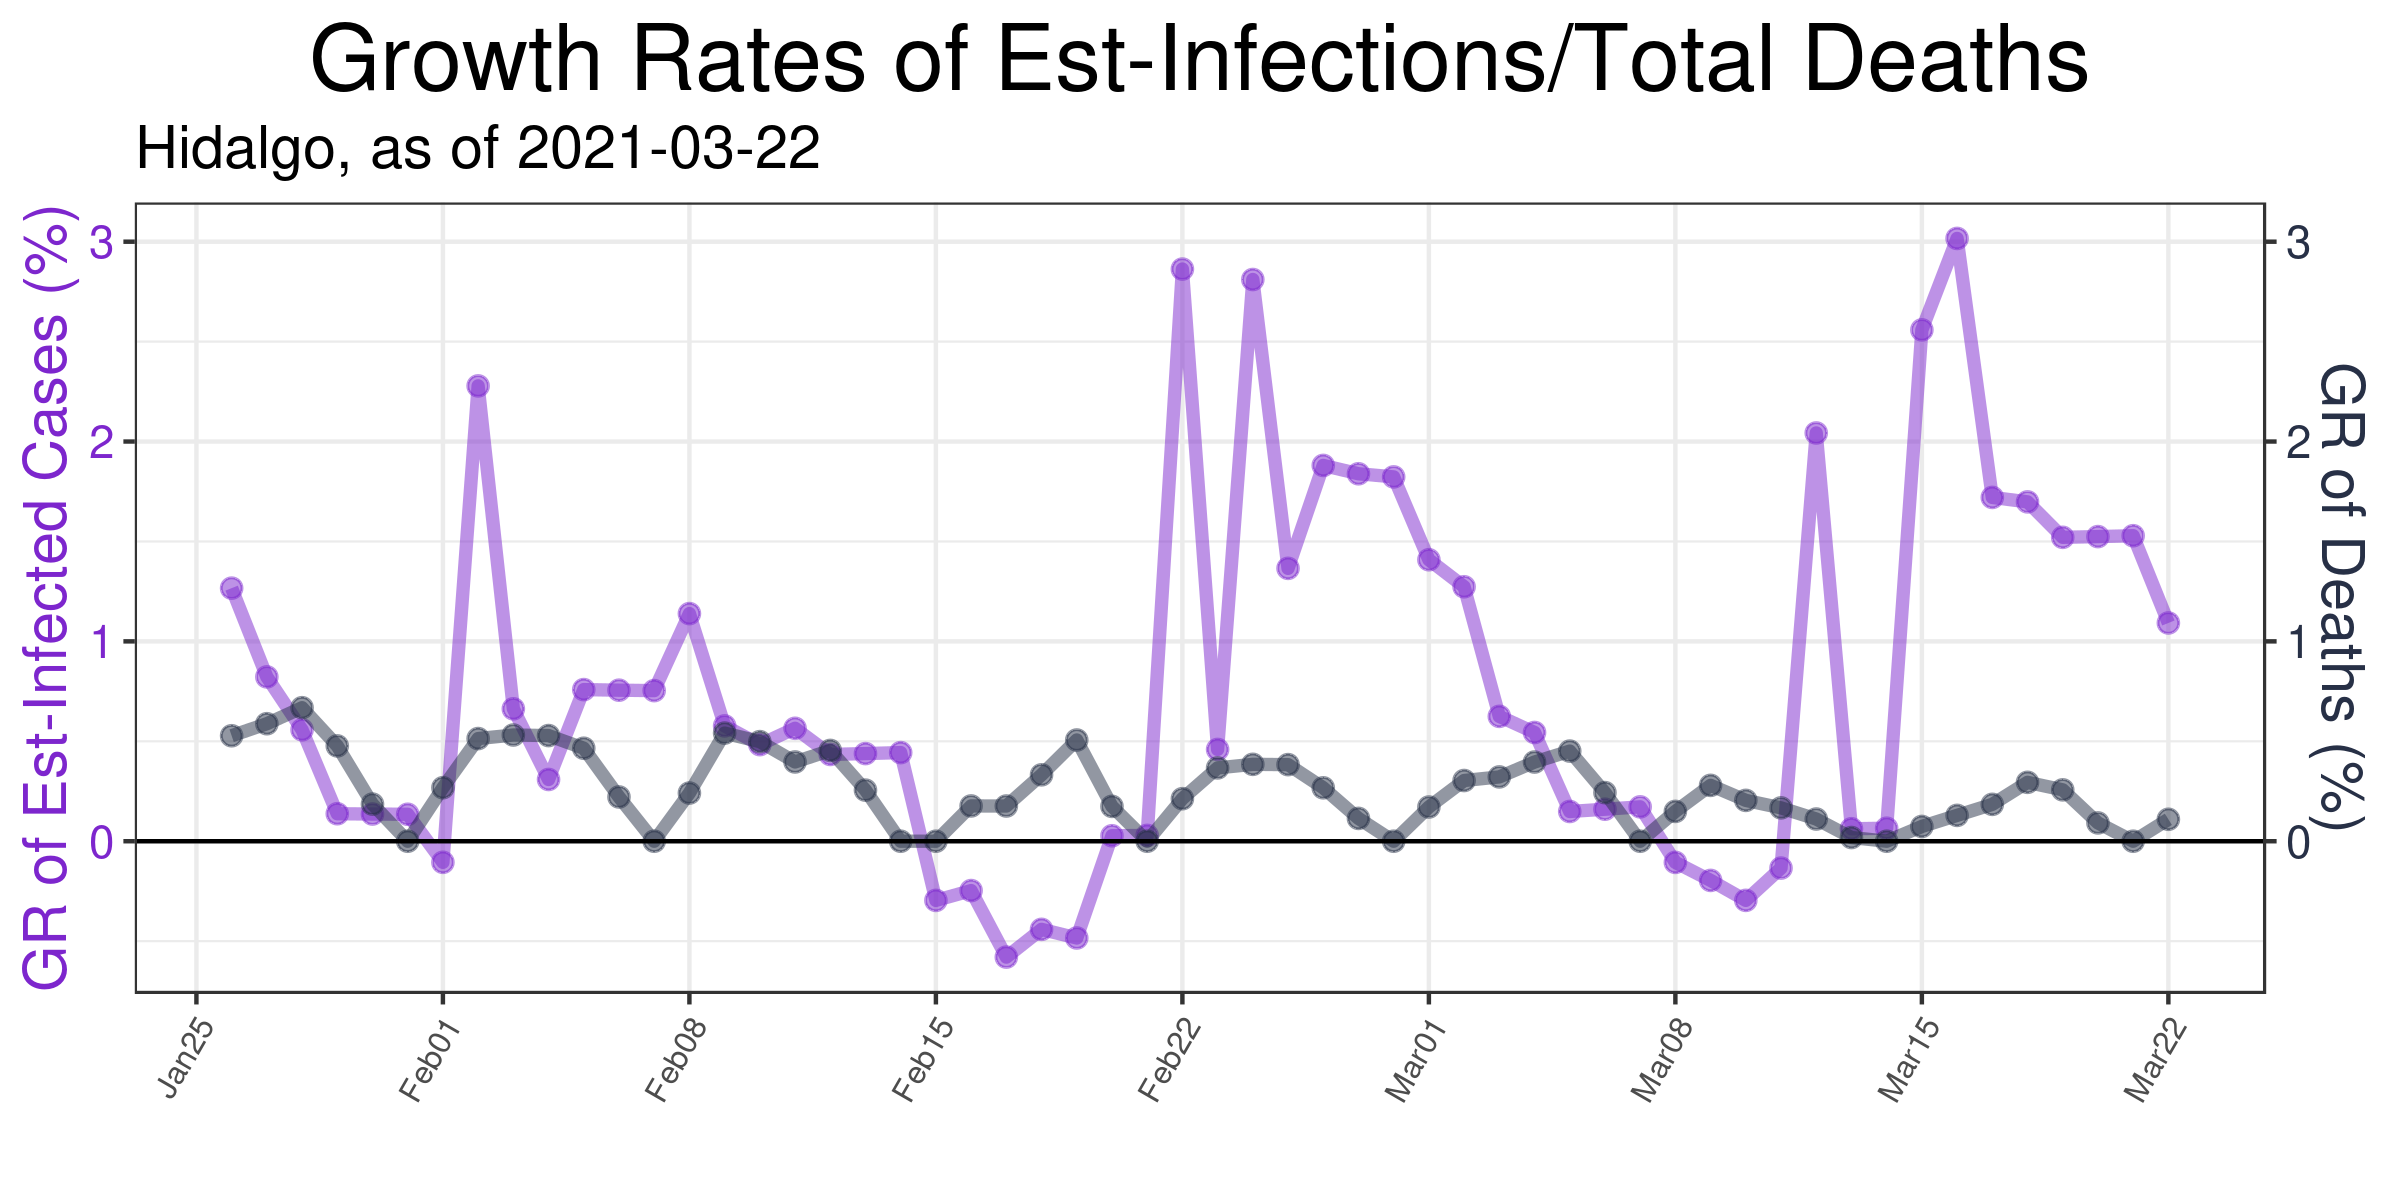 Growth Rates of Est-Infections/Total Deaths
Hidalgo, as of 2021-03-22
GR of Est-Infected Cases (%)
3
2
1
0
3
2
1
0
GR of Deaths (%)
Jan25
Feb01
Feb08
Feb15
Feb22
Mar01
Mar08
Mar15
Mar22